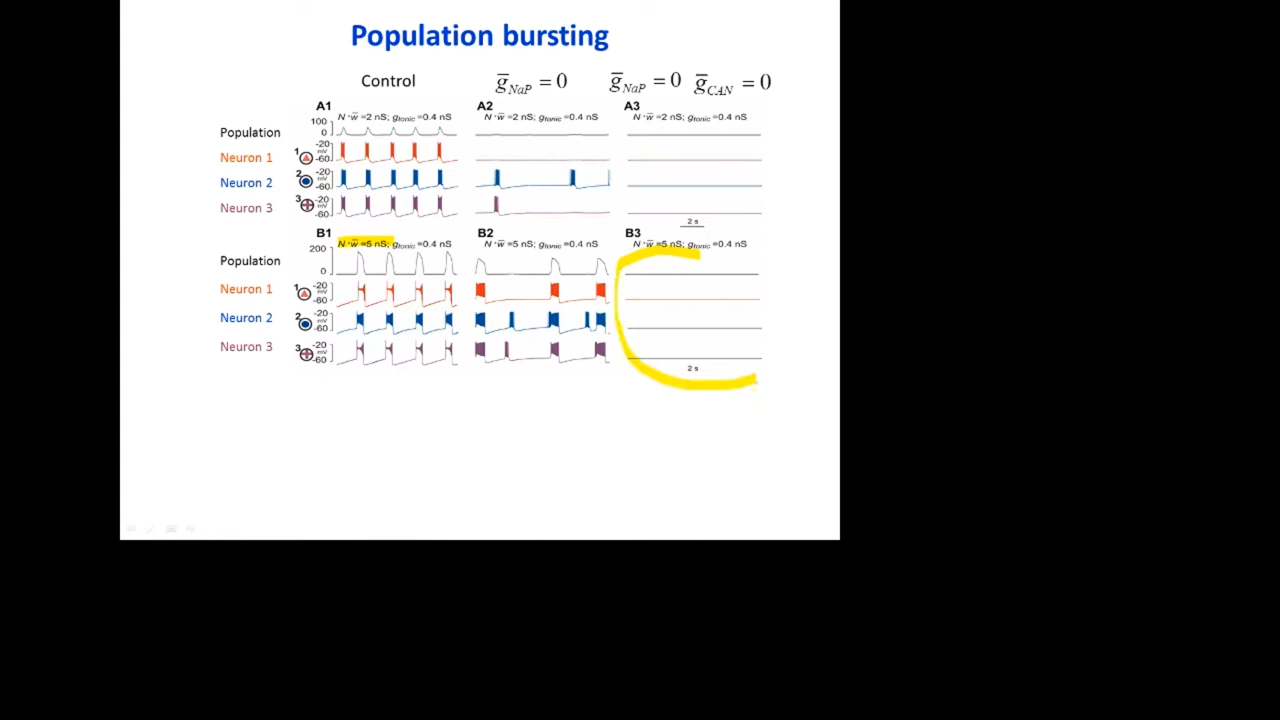 Population bursting
Control
ḡNaP = 0
ḡNaP = 0 ḡCAN = 0
A1
N·w̄ =2 nS; gtonic =0.4 nS
A2
N·w̄ =2 nS; gtonic =0.4 nS
A3
N·w̄ =2 nS; gtonic =0.4 nS
Population
100
0
Neuron 1
1
-20
mV
-60
Neuron 2
2
-20
mV
-60
Neuron 3
3
-20
mV
-60
2 s
B1
N·w̄ =5 nS; gtonic =0.4 nS
B2
N·w̄ =5 nS; gtonic =0.4 nS
B3
N·w̄ =5 nS; gtonic =0.4 nS
Population
200
0
Neuron 1
1
-20
mV
-60
Neuron 2
2
-20
mV
-60
Neuron 3
3
-20
mV
-60
2 s